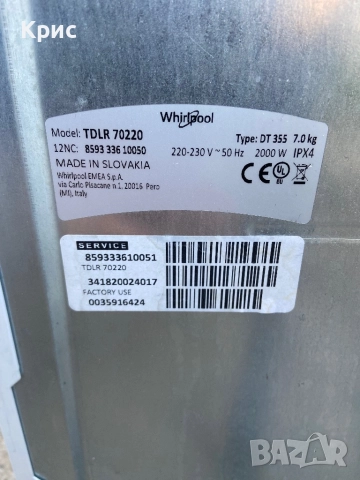 Крис
Whirlpool
Model: TDLR 70220
Type: DT 355 7.0 kg
12NC: 8593 336 10050
220-230 V ~ 50 Hz 2000 W IPX4
MADE IN SLOVAKIA
Whirlpool EMEA S.p.A.
via Carlo Pisacane n.1, 20016 Pero
(MI), Italy
CE UL
SERVICE
859333610051
TDLR 70220
341820024017
FACTORY USE
0035916424
BAZAR
bg